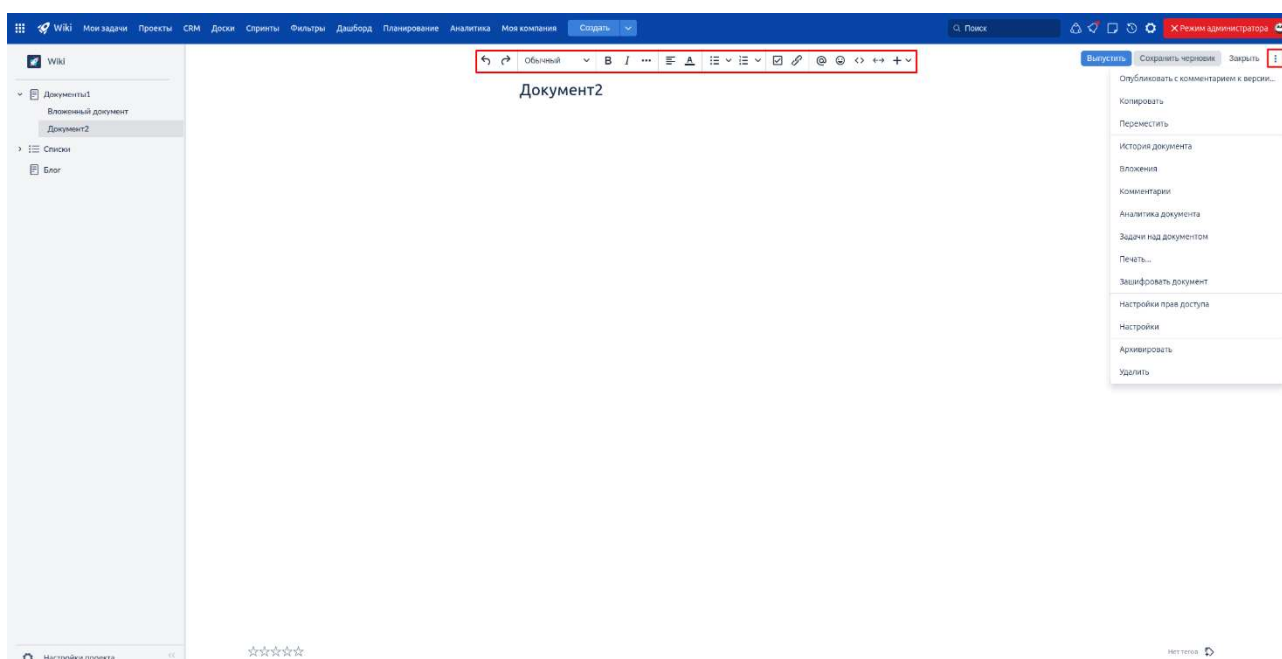 Wiki Мои задачи Проекты CRM Доски Спринты Фильтры Дашборд Планирование Аналитика Моя компания Создать Поиск Режим администратора
Wiki
Обычный B I ... A @ <> + Выпустить Сохранить черновик Закрыть
Документы1
Вложенный документ
Документ2
Списки
Блог
Документ2
Опубликовать с комментарием к версии...
Копировать
Переместить
История документа
Вложения
Комментарии
Аналитика документа
Задачи над документом
Печать...
Зашифровать документ
Настройки прав доступа
Настройки
Архивировать
Удалить
Настройки проекта
Нет тегов